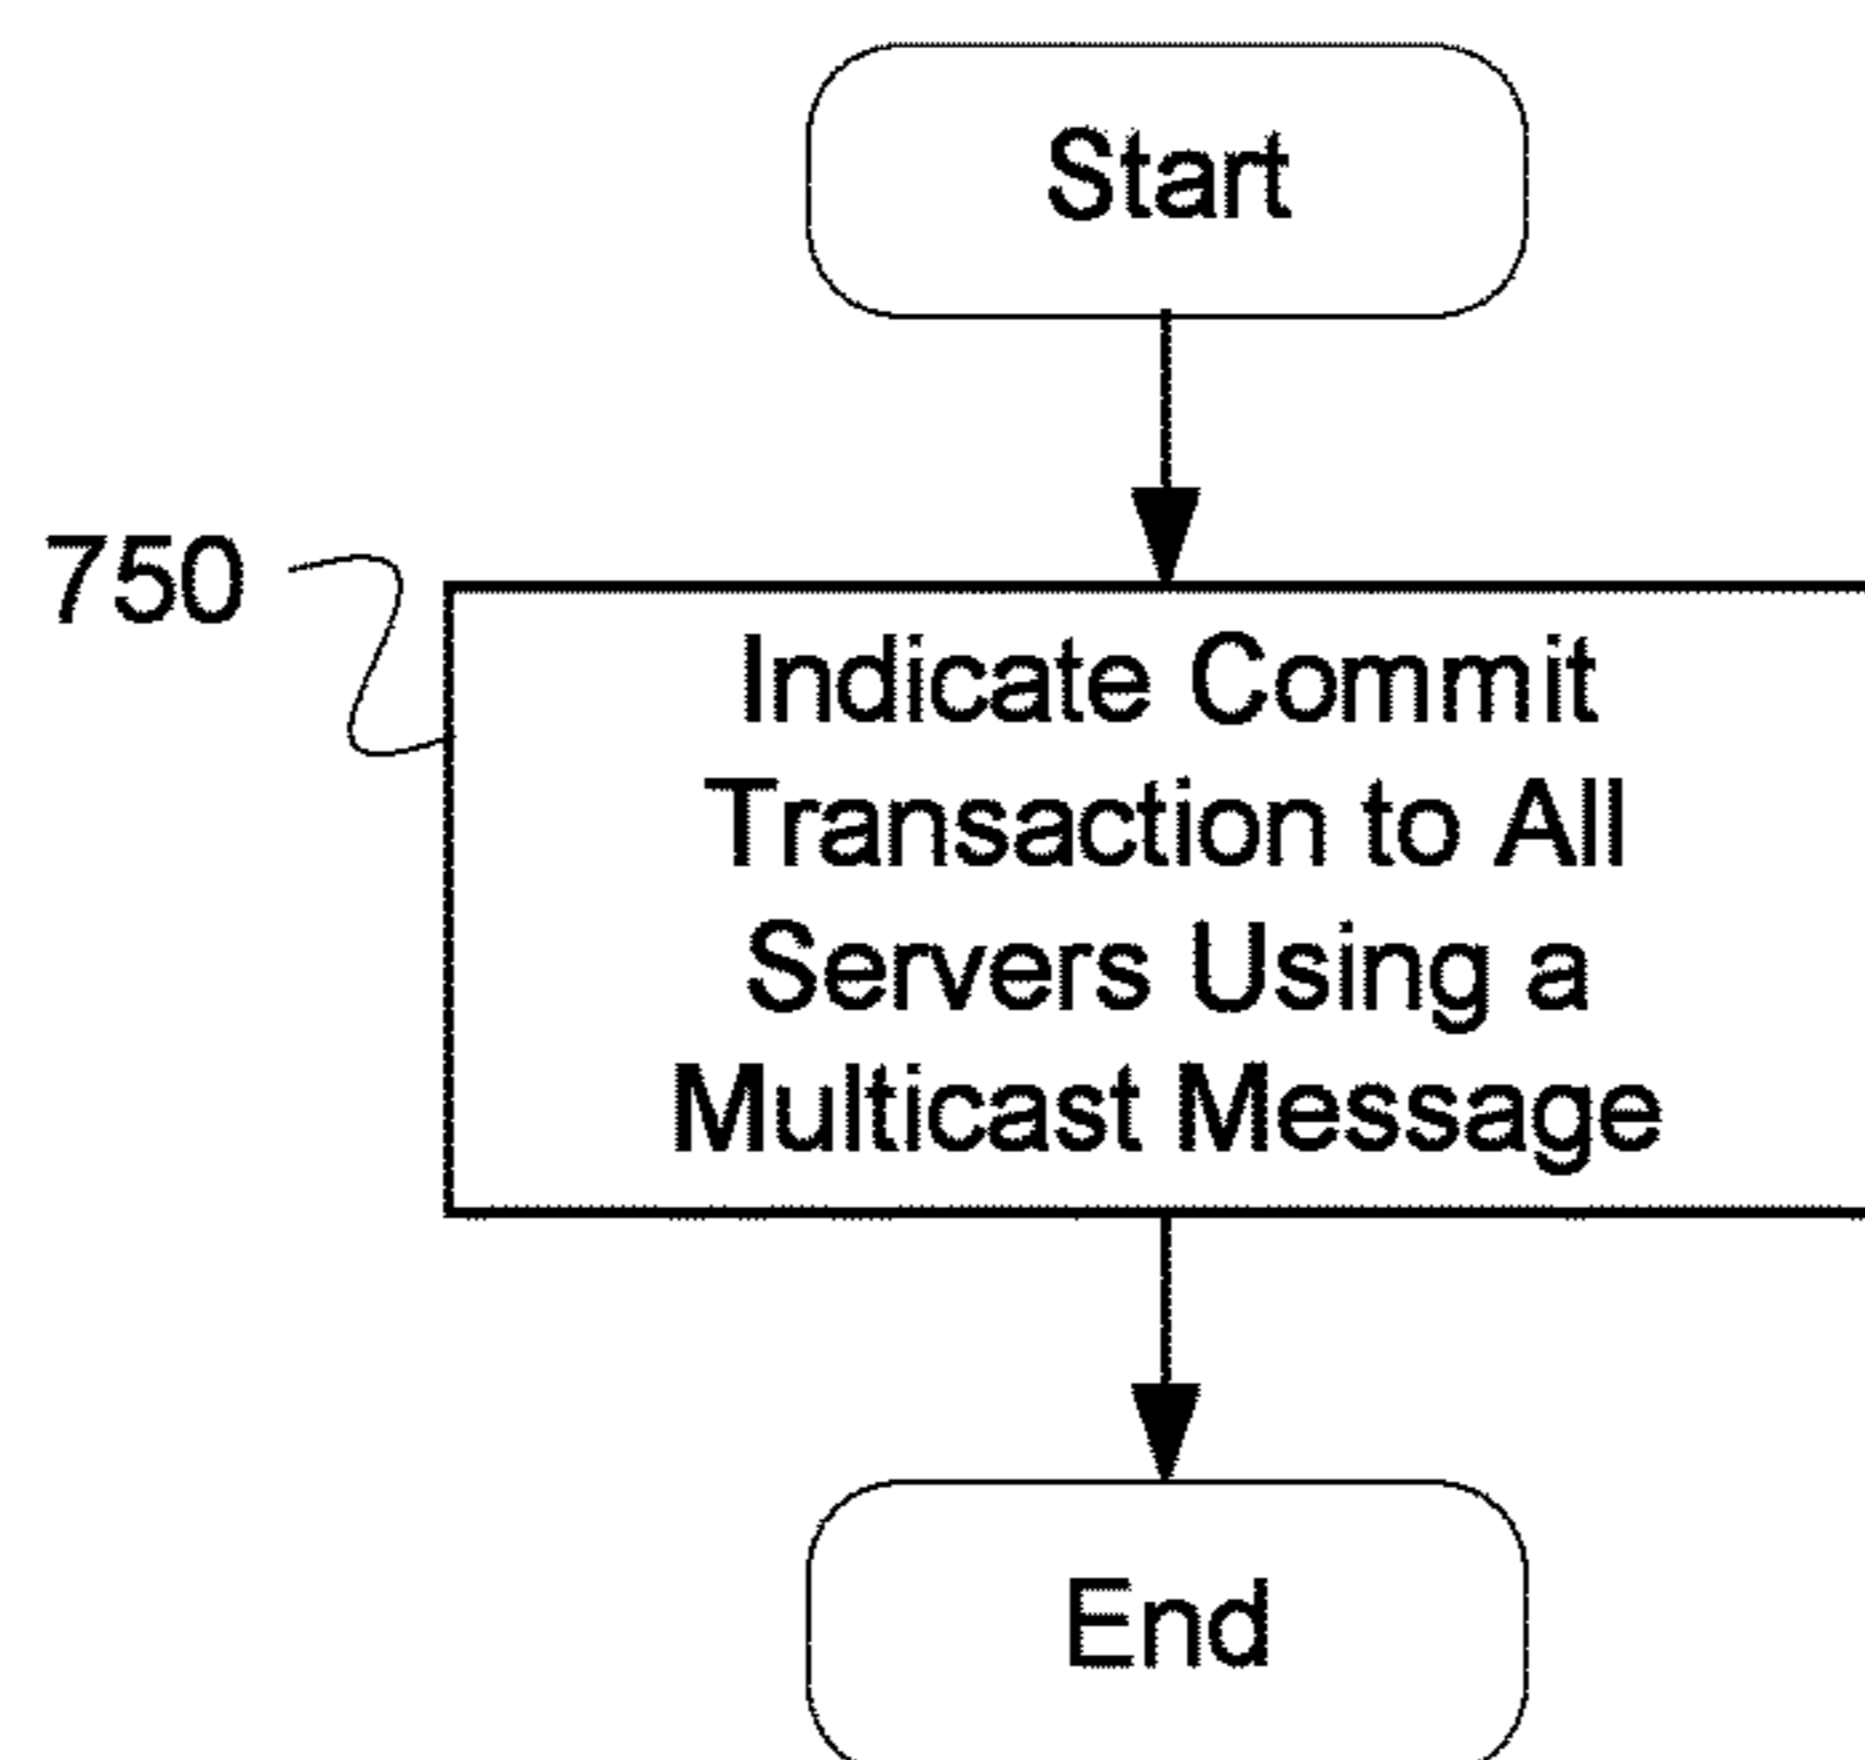 Start
750
Indicate Commit
Transaction to All
Servers Using a
Multicast Message
End